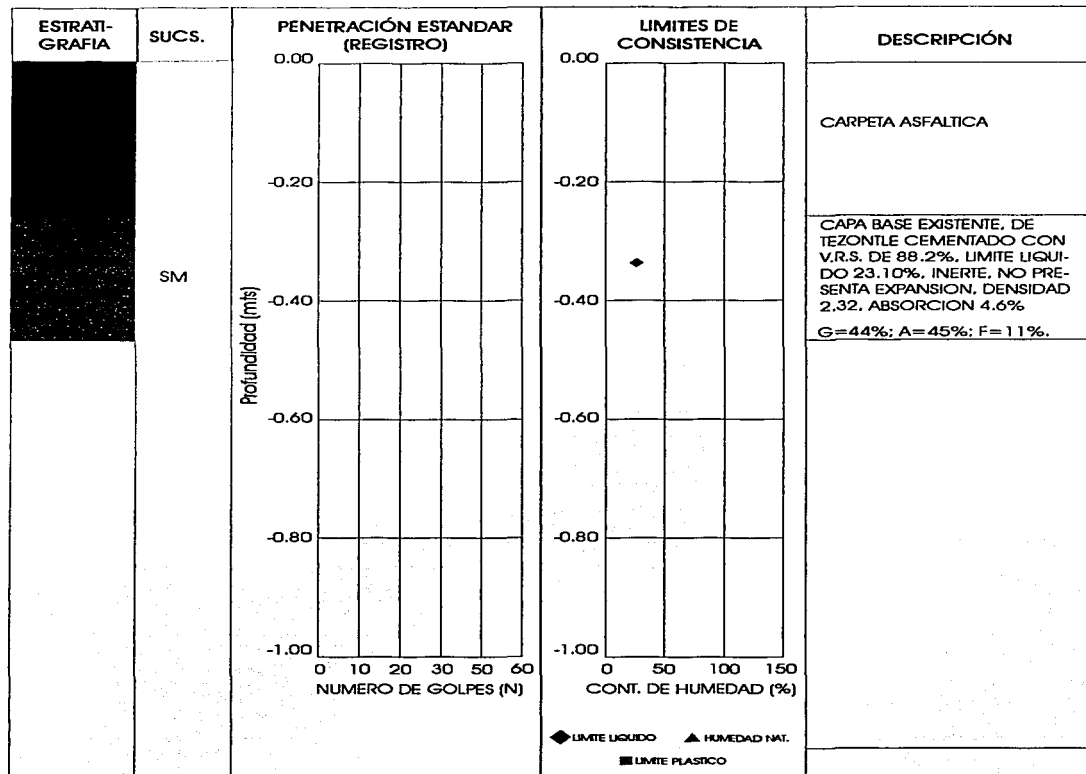 ESTRATI-
GRAFIA
SUCS.
PENETRACIÓN ESTANDAR
(REGISTRO)
LIMITES DE
CONSISTENCIA
DESCRIPCIÓN
SM
Profundidad (mts)
0.00
-0.20
-0.40
-0.60
-0.80
-1.00
0 10 20 30 50 60
NUMERO DE GOLPES (N)
0.00
-0.20
-0.40
-0.60
-0.80
-1.00
0 50 100 150
CONT. DE HUMEDAD (%)
LIMITE LIQUIDO
HUMEDAD NAT.
LIMITE PLASTICO
CARPETA ASFALTICA
CAPA BASE EXISTENTE, DE
TEZONTLE CEMENTADO CON
V.R.S. DE 88.2%, LIMITE LIQUI-
DO 23.10%, INERTE, NO PRE-
SENTA EXPANSION, DENSIDAD
2.32, ABSORCION 4.6%
G=44%; A=45%; F=11%.